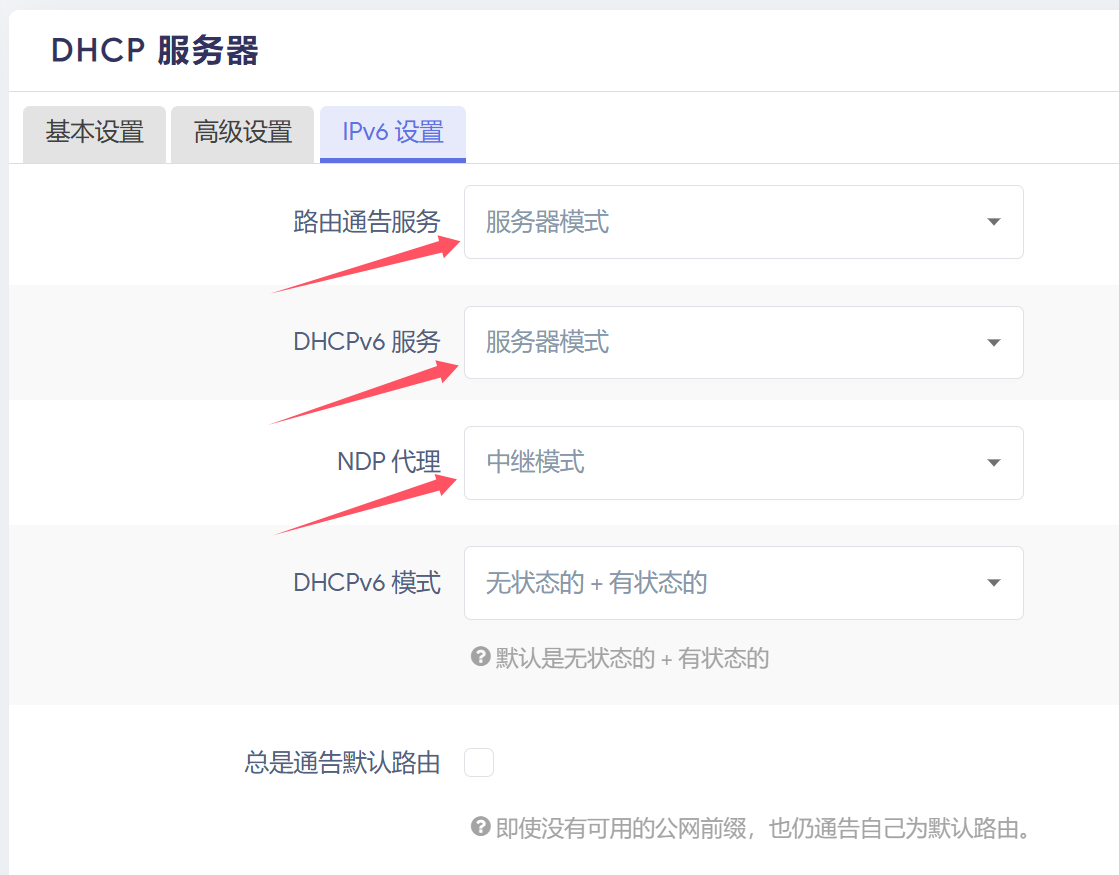 DHCP 服务器
基本设置 高级设置 IPv6 设置
路由通告服务 服务器模式
DHCPv6 服务 服务器模式
NDP 代理 中继模式
DHCPv6 模式 无状态的 + 有状态的
默认是无状态的 + 有状态的
总是通告默认路由
即使没有可用的公网前缀，也仍通告自己为默认路由。